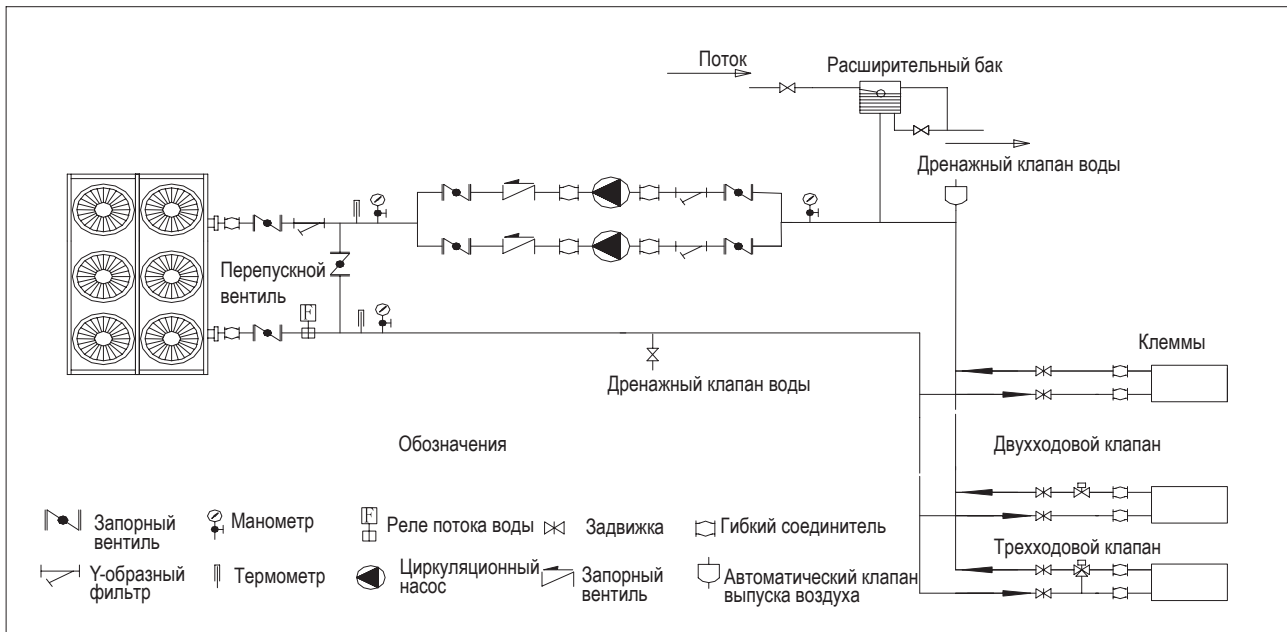 Поток
Расширительный бак
Дренажный клапан воды
Перепускной
вентиль
F
Дренажный клапан воды
Клеммы
Обозначения
Двухходовой клапан
Запорный
вентиль
Манометр
F
Реле потока воды
Задвижка
Гибкий соединитель
Трехходовой клапан
Y-образный
фильтр
Термометр
Циркуляционный
насос
Запорный
вентиль
Автоматический клапан
выпуска воздуха